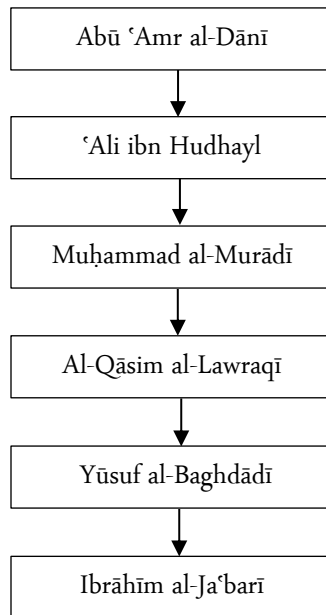 Abū ʿAmr al-Dānī
ʿAli ibn Hudhayl
Muḥammad al-Murādī
Al-Qāsim al-Lawraqī
Yūsuf al-Baghdādī
Ibrāhīm al-Jaʿbarī